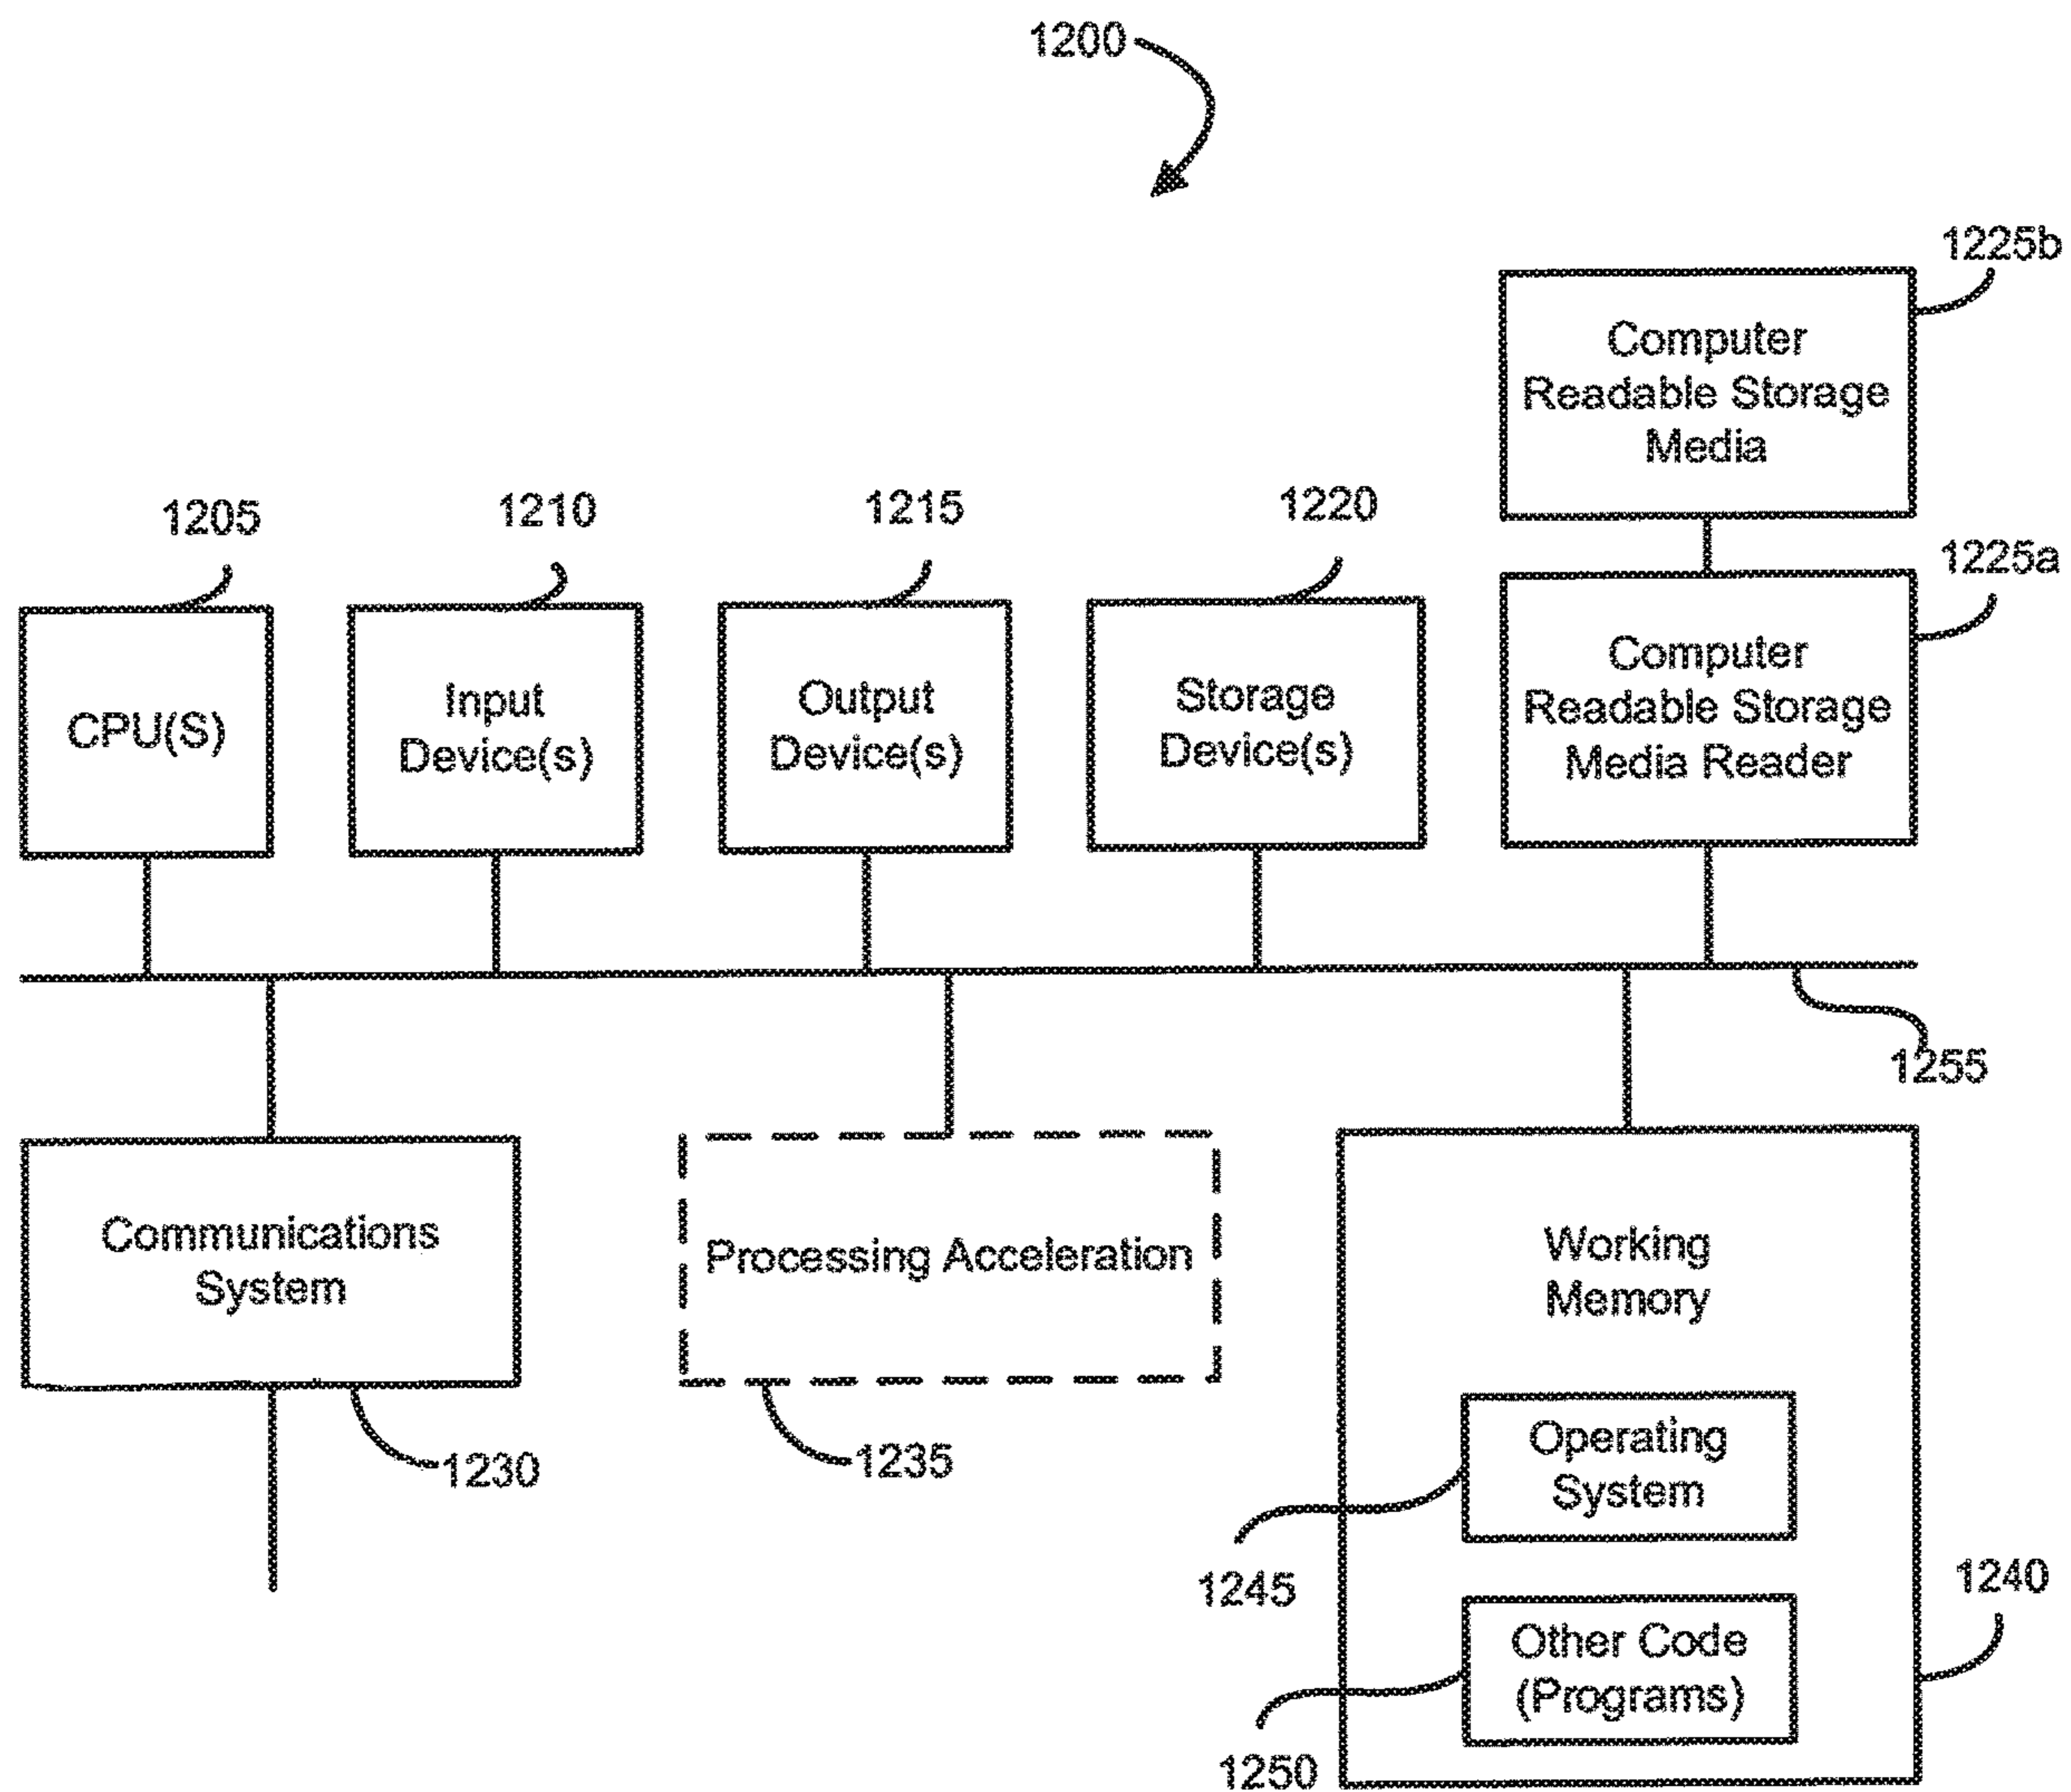 1200
1225b
Computer
Readable Storage
Media
1205
1210
1215
1220
1225a
CPU(S)
Input
Device(s)
Output
Device(s)
Storage
Device(s)
Computer
Readable Storage
Media Reader
1255
Communications
System
Processing Acceleration
Working
Memory
1230
1235
Operating
System
1245
1240
Other Code
(Programs)
1250